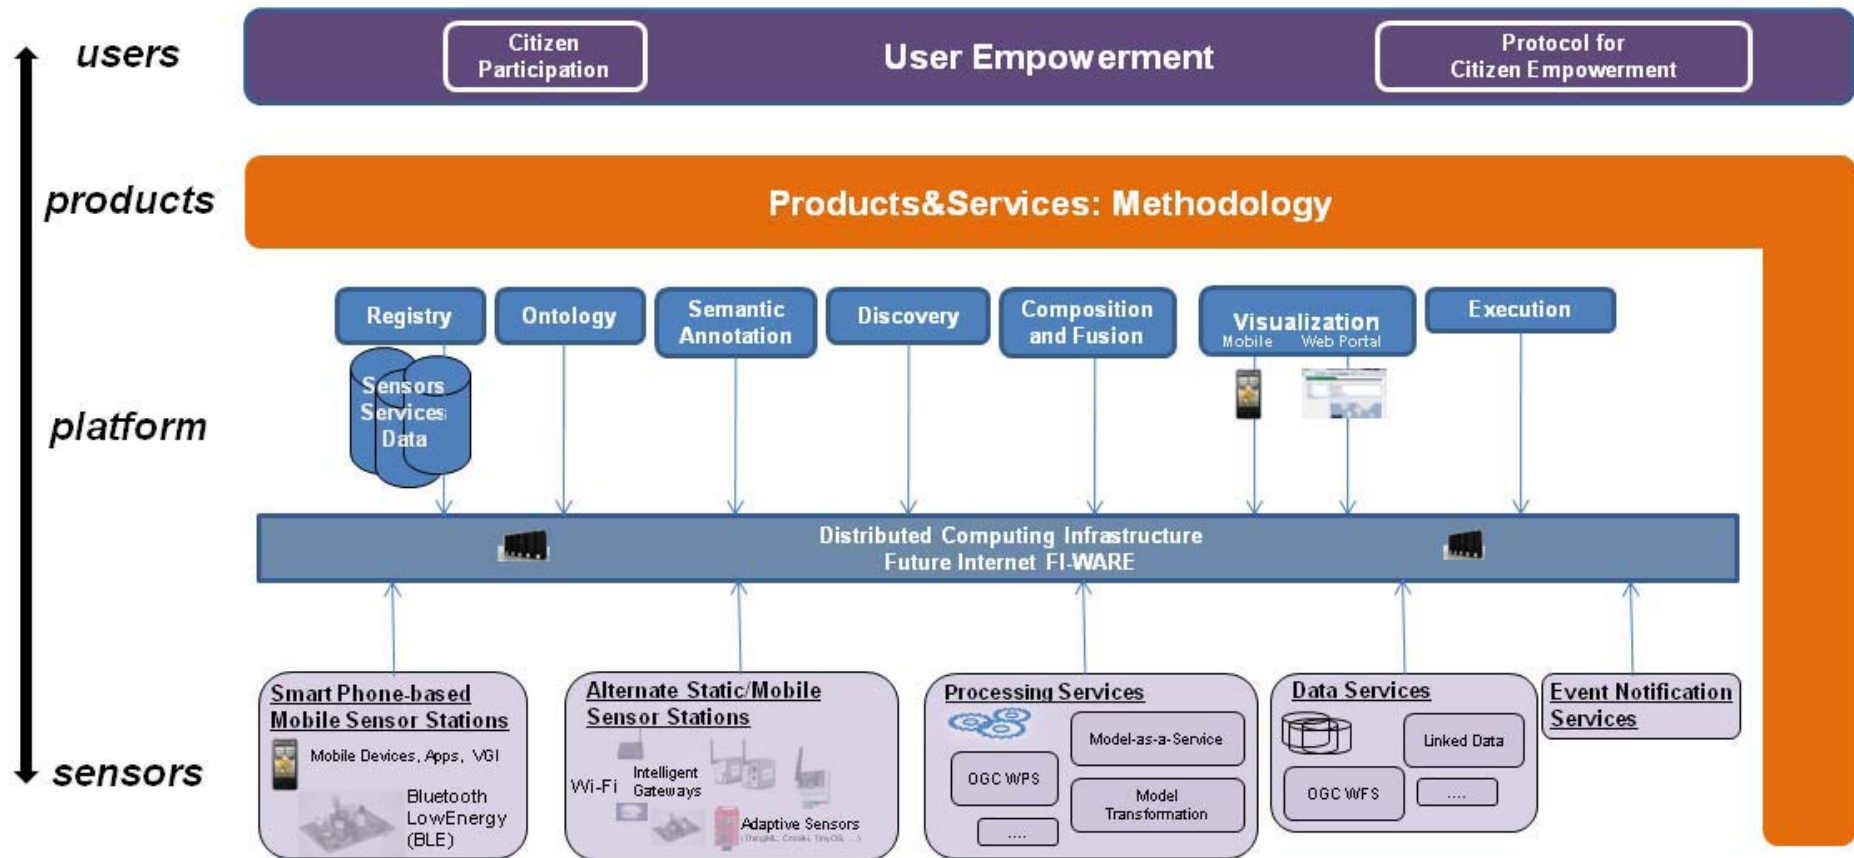 users
Citizen
Participation
User Empowerment
Protocol for
Citizen Empowerment
products
Products&Services: Methodology
platform
Registry
Ontology
Semantic
Annotation
Discovery
Composition
and Fusion
Visualization
Mobile
Web Portal
Execution
Sensors
Services
Data
Distributed Computing Infrastructure
Future Internet FI-WARE
sensors
Smart Phone-based
Mobile Sensor Stations
Mobile Devices, Apps, VGI
Bluetooth
LowEnergy
(BLE)
Alternate Static/Mobile
Sensor Stations
Wi-Fi
Intelligent
Gateways
Adaptive Sensors
Processing Services
Model-as-a-Service
OGC WPS
Model
Transformation
....
Data Services
Linked Data
OGC WFS
....
Event Notification
Services